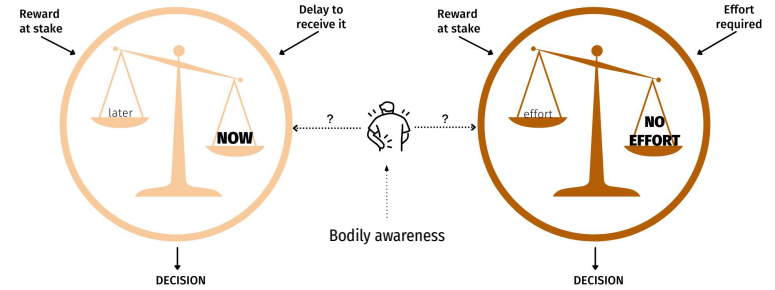 Reward
at stake
Delay to
receive it
later
NOW
DECISION
?
?
Bodily awareness
Reward
at stake
Effort
required
effort
NO
EFFORT
DECISION